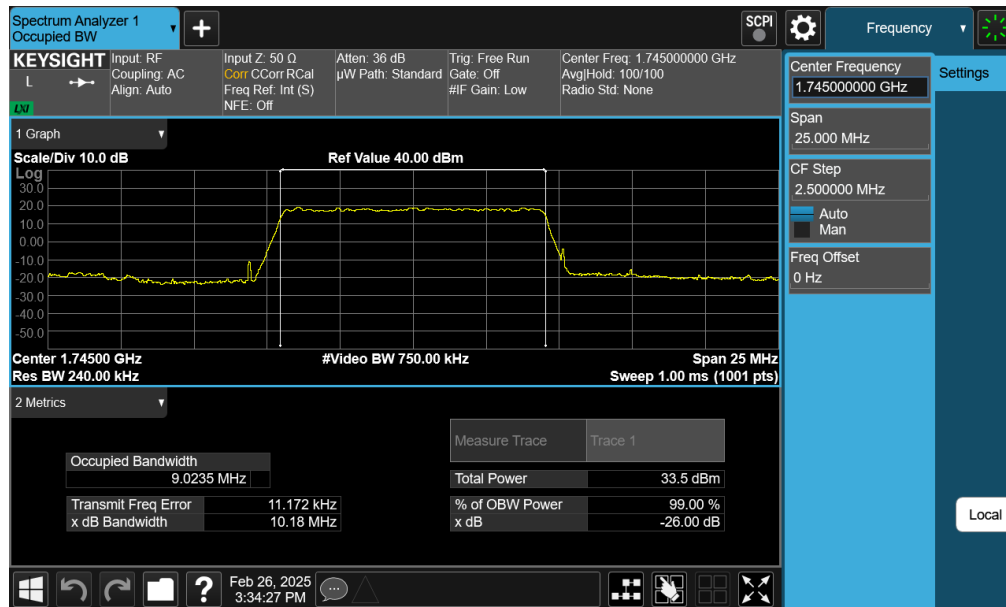 Spectrum Analyzer 1
Occupied BW
+
SCPI
Frequency
KEYSIGHT
L
LXI
Input: RF
Coupling: AC
Align: Auto
Input Z: 50 Ω
Corr CCorr RCal
Freq Ref: Int (S)
NFE: Off
Atten: 36 dB
µW Path: Standard
Trig: Free Run
Gate: Off
#IF Gain: Low
Center Freq: 1.745000000 GHz
Avg|Hold: 100/100
Radio Std: None
Center Frequency
1.745000000 GHz
Settings
Span
25.000 MHz
CF Step
2.500000 MHz
Auto
Man
Freq Offset
0 Hz
Local
1 Graph
Scale/Div 10.0 dB
Ref Value 40.00 dBm
Log
30.0
20.0
10.0
0.00
-10.0
-20.0
-30.0
-40.0
-50.0
Center 1.74500 GHz
#Video BW 750.00 kHz
Span 25 MHz
Res BW 240.00 kHz
Sweep 1.00 ms (1001 pts)
2 Metrics
Measure Trace
Trace 1
Occupied Bandwidth
9.0235 MHz
Total Power
33.5 dBm
Transmit Freq Error
11.172 kHz
% of OBW Power
99.00 %
x dB Bandwidth
10.18 MHz
x dB
-26.00 dB
?
Feb 26, 2025
3:34:27 PM